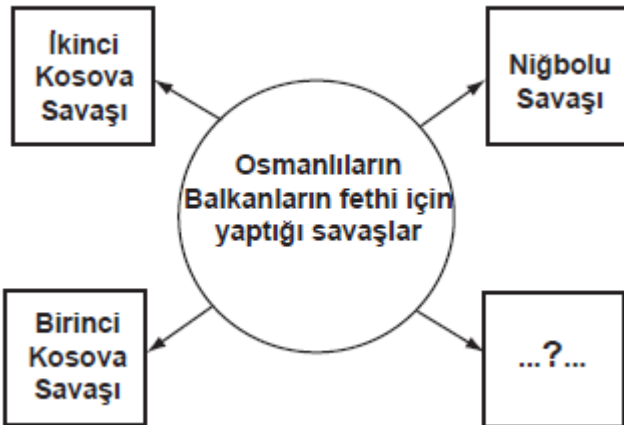 İkinci
Kosova
Savaşı
Niğbolu
Savaşı
Osmanlıların
Balkanların fethi için
yaptığı savaşlar
Birinci
Kosova
Savaşı
...?...